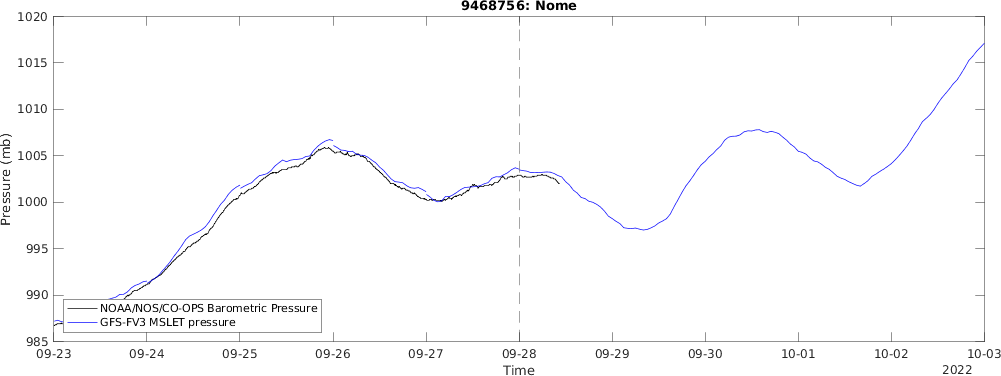 9468756: Nome
1020
1015
1010
1005
1000
995
990
985
Pressure (mb)
NOAA/NOS/CO-OPS Barometric Pressure
GFS-FV3 MSLET pressure
09-23 09-24 09-25 09-26 09-27 09-28 09-29 09-30 10-01 10-02 10-03
Time
2022